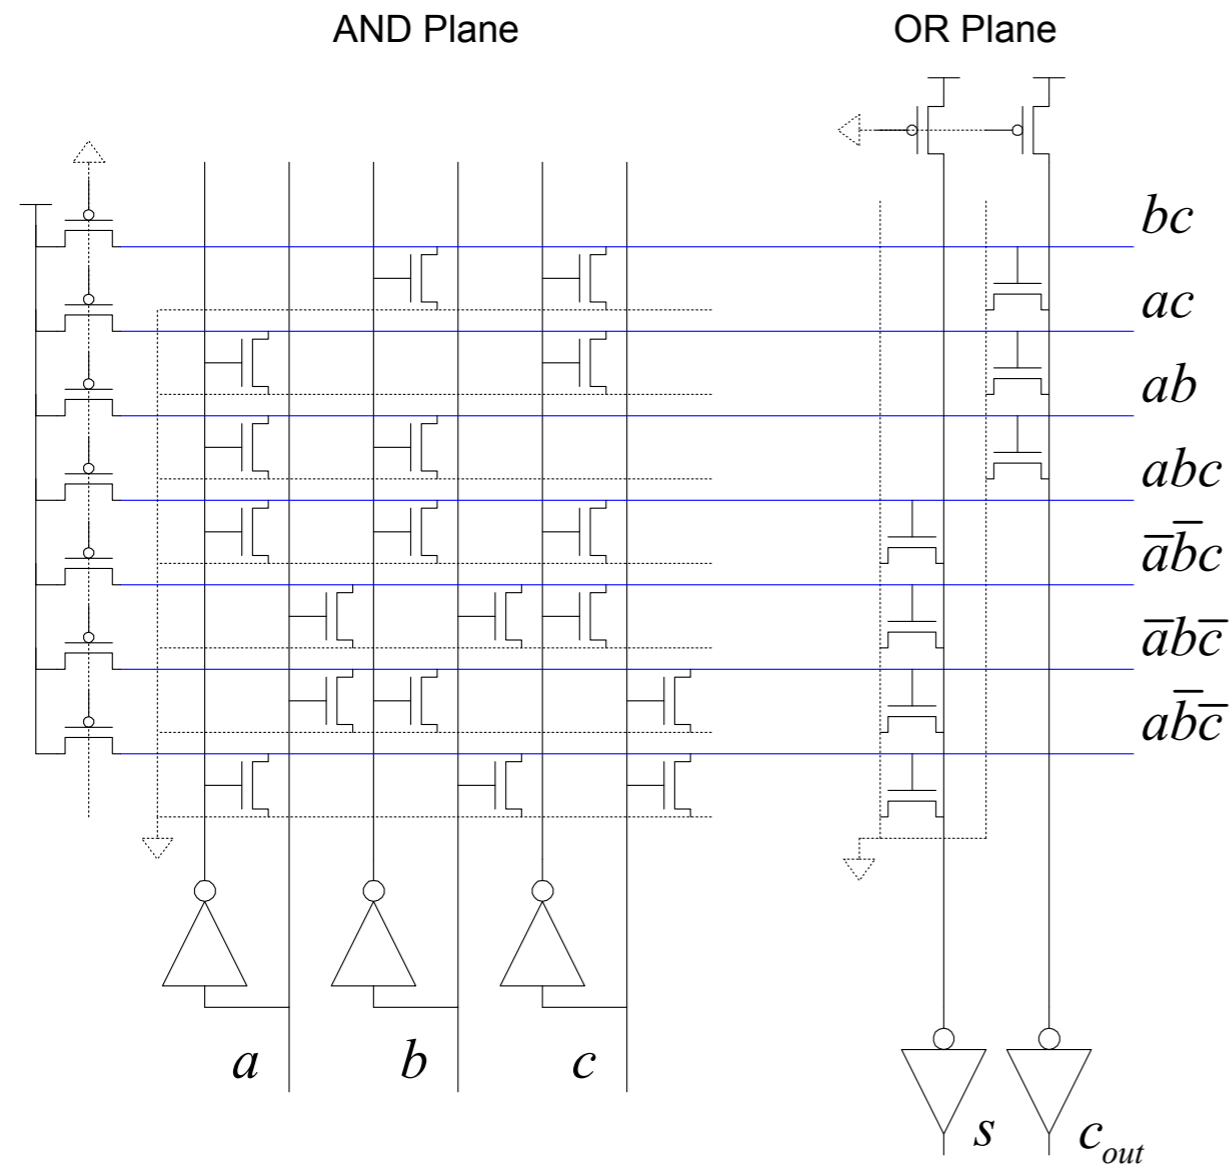 AND Plane
OR Plane
bc
ac
ab
abc
a̅b̅c
a̅bc̅
ab̅c̅
a
b
c
s
c_out